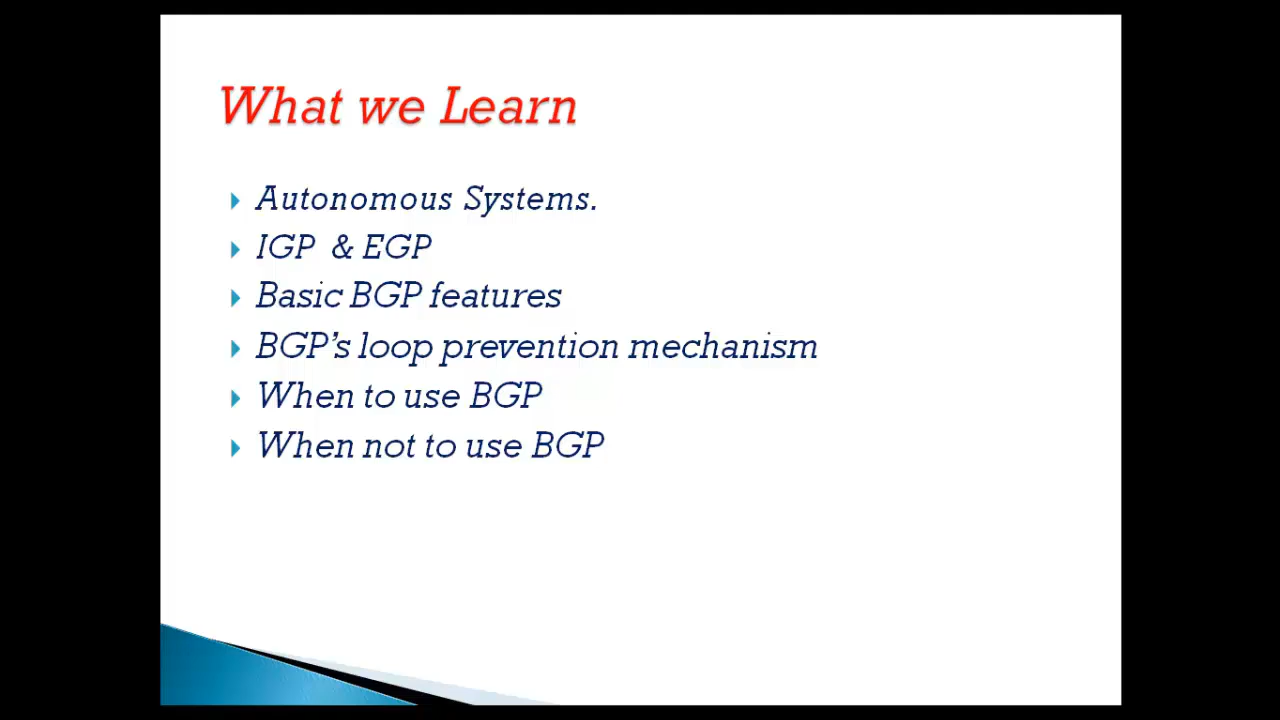 What we Learn
Autonomous Systems.
IGP & EGP
Basic BGP features
BGP's loop prevention mechanism
When to use BGP
When not to use BGP